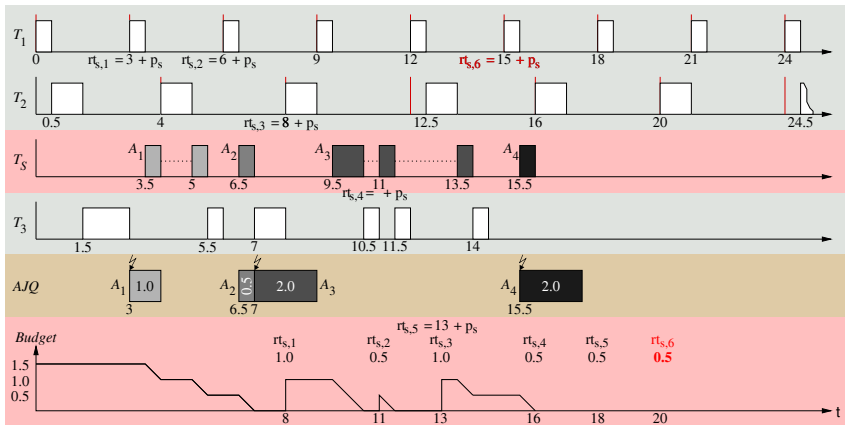 T1
0 3 6 9 12 15 18 21 24
rts,1 = 3 + ps rts,2 = 6 + ps rts,6 = 15 + ps
T2
0.5 4 8 12.5 16 20 24.5
rts,3 = 8 + ps
TS A1 A2 A3 A4
3.5 5 6.5 9.5 11 13.5 15.5
rts,4 = + ps
T3
1.5 5.5 7 10.5 11.5 14
AJQ A1 1.0 A2 0.5 2.0 A3 A4 2.0
3 6.5 7 15.5
rts,5 = 13 + ps
Budget rts,1 rts,2 rts,3 rts,4 rts,5 rts,6
1.0 0.5 1.0 0.5 0.5 0.5
1.5
1.0
0.5
t
8 11 13 16 18 20